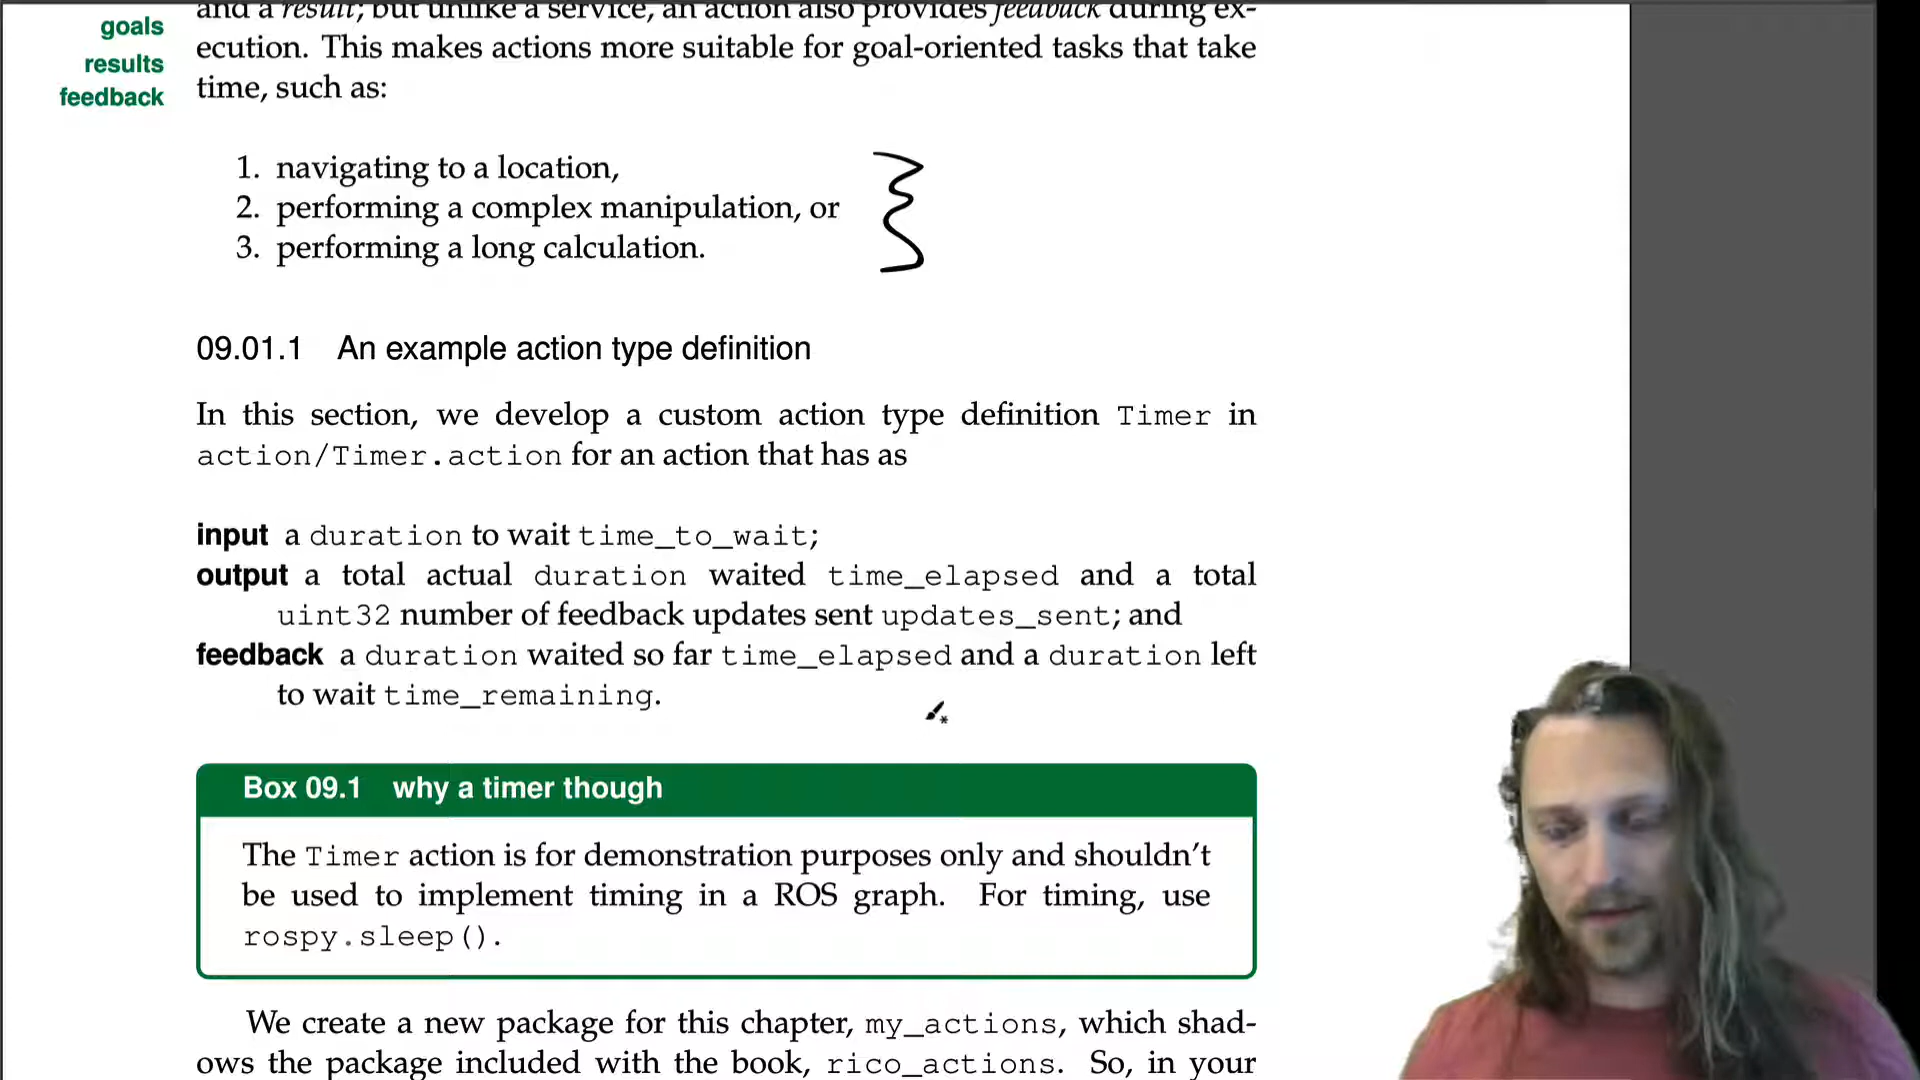 and a result; but unlike a service, an action also provides feedback during ex-
goals
ecution. This makes actions more suitable for goal-oriented tasks that take
results
feedback
time, such as:
1. navigating to a location,
2. performing a complex manipulation, or
3. performing a long calculation.
09.01.1 An example action type definition
In this section, we develop a custom action type definition Timer in
action/Timer.action for an action that has as
input a duration to wait time_to_wait;
output a total actual duration waited time_elapsed and a total
uint32 number of feedback updates sent updates_sent; and
feedback a duration waited so far time_elapsed and a duration left
to wait time_remaining.
Box 09.1 why a timer though
The Timer action is for demonstration purposes only and shouldn't
be used to implement timing in a ROS graph. For timing, use
rospy.sleep().
We create a new package for this chapter, my_actions, which shad-
ows the package included with the book, rico_actions. So, in your